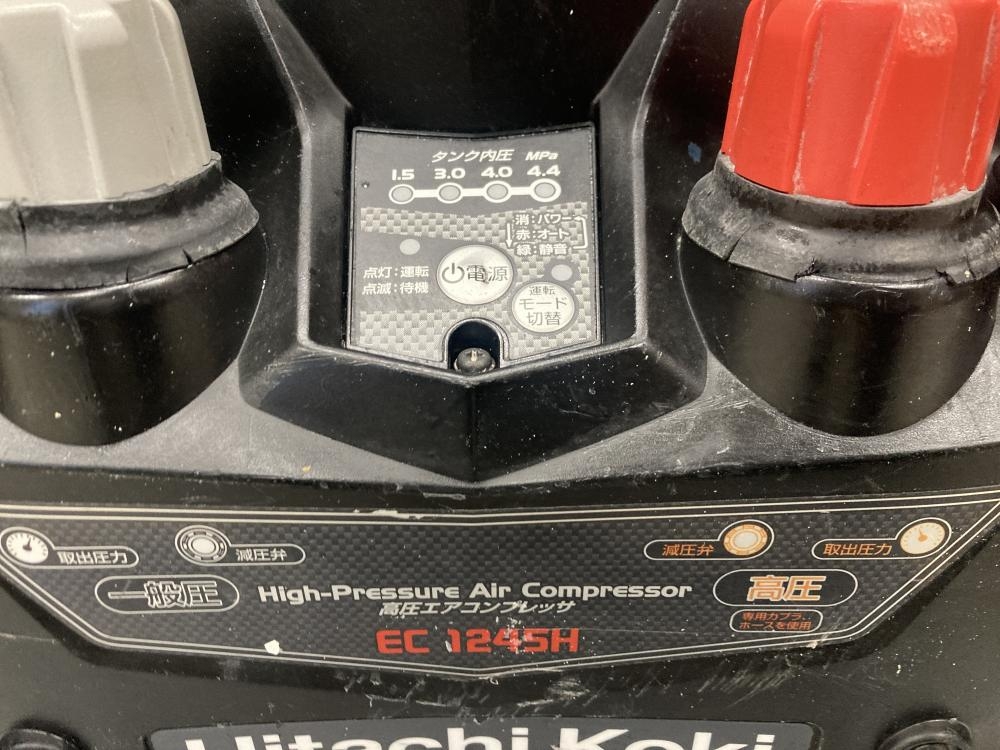 タンク内圧 MPa
1.5 3.0 4.0 4.4
消:パワー
赤:オート
緑:静音
点灯:運転
点滅:待機
電源
運転
モード
切替
取出圧力
減圧弁
減圧弁
取出圧力
一般圧
High-Pressure Air Compressor
高圧エアコンプレッサ
EC 1245H
高圧
専用カプラ、
ホースを使用
Hitachi Koki